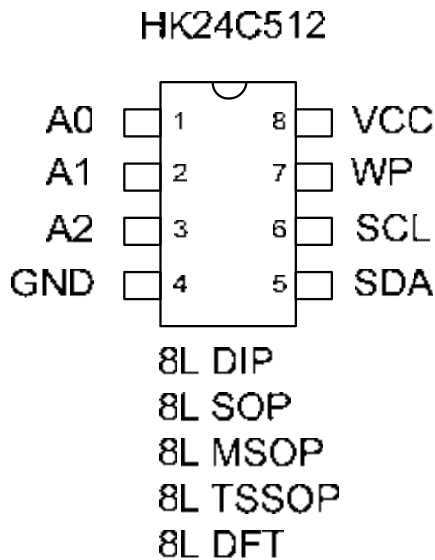 HK24C512
A0 1 8 VCC
A1 2 7 WP
A2 3 6 SCL
GND 4 5 SDA
8L DIP
8L SOP
8L MSOP
8L TSSOP
8L DFT